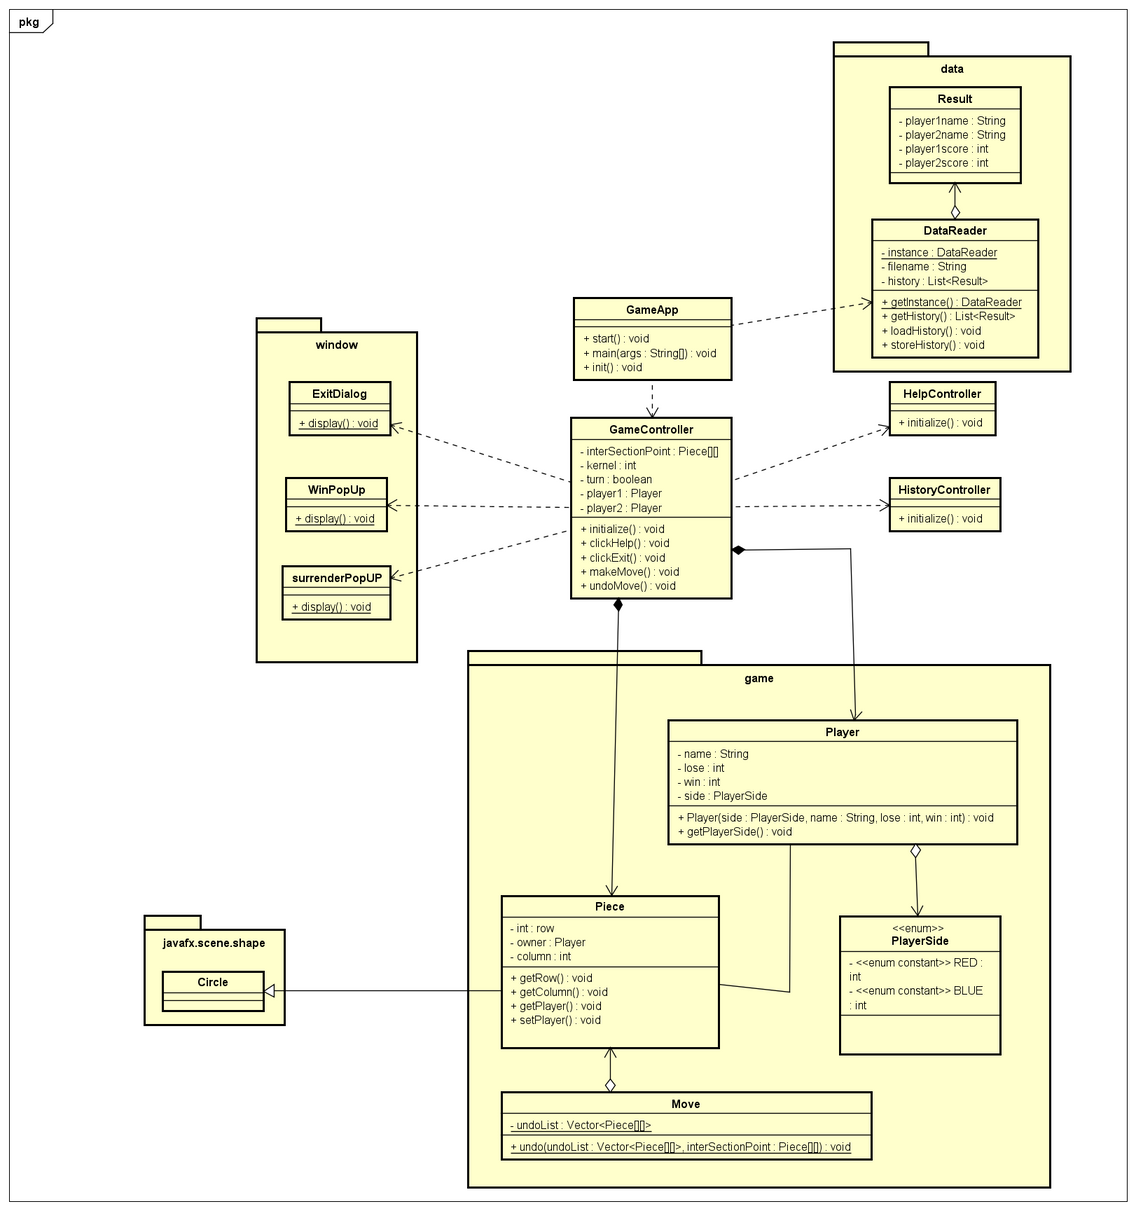 pkg
data
Result
- player1name : String
- player2name : String
- player1score : int
- player2score : int
DataReader
- instance : DataReader
- filename : String
- history : List<Result>
+ getInstance() : DataReader
+ getHistory() : List<Result>
+ loadHistory() : void
+ storeHistory() : void
GameApp
+ start() : void
+ main(args : String[]) : void
+ init() : void
window
ExitDialog
+ display() : void
WinPopUp
+ display() : void
surrenderPopUP
+ display() : void
GameController
- interSectionPoint : Piece[][]
- kernel : int
- turn : boolean
- player1 : Player
- player2 : Player
+ initialize() : void
+ clickHelp() : void
+ clickExit() : void
+ makeMove() : void
+ undoMove() : void
HelpController
+ initialize() : void
HistoryController
+ initialize() : void
game
Player
- name : String
- lose : int
- win : int
- side : PlayerSide
+ Player(side : PlayerSide, name : String, lose : int, win : int) : void
+ getPlayerSide() : void
Piece
- int : row
- owner : Player
- column : int
+ getRow() : void
+ getColumn() : void
+ getPlayer() : void
+ setPlayer() : void
<<enum>>
PlayerSide
- <<enum constant>> RED :
int
- <<enum constant>> BLUE
: int
javafx.scene.shape
Circle
Move
- undoList : Vector<Piece[][]>
+ undo(undoList : Vector<Piece[][]>, interSectionPoint : Piece[][]) : void